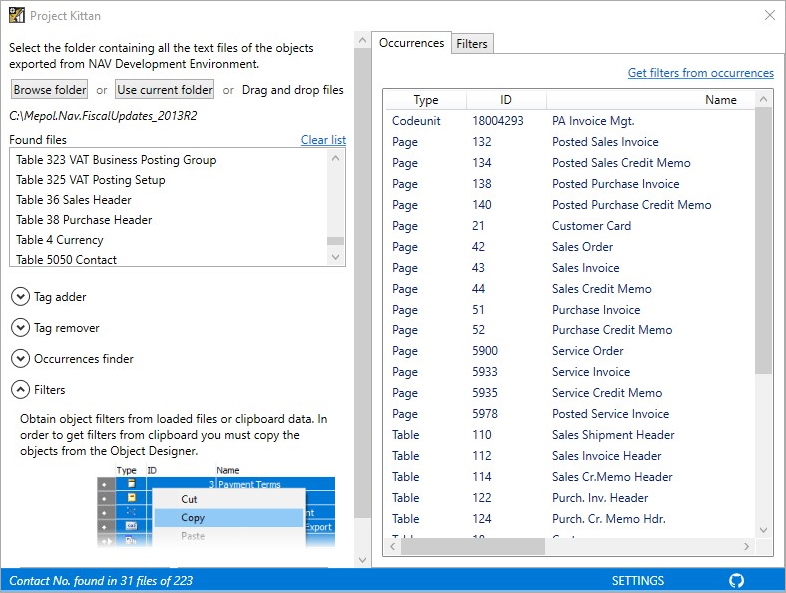 Project Kittan
Select the folder containing all the text files of the objects
exported from NAV Development Environment.
Browse folder or Use current folder or Drag and drop files
C:\Mepol.Nav.FiscalUpdates_2013R2
Found files Clear list
Table 323 VAT Business Posting Group
Table 325 VAT Posting Setup
Table 36 Sales Header
Table 38 Purchase Header
Table 4 Currency
Table 5050 Contact
Tag adder
Tag remover
Occurrences finder
Filters
Obtain object filters from loaded files or clipboard data. In
order to get filters from clipboard you must copy the
objects from the Object Designer.
Type ID Name
3 Payment Terms
Cut
Copy
Paste
Export
Occurrences Filters
Get filters from occurrences
Type ID Name
Codeunit 18004293 PA Invoice Mgt.
Page 132 Posted Sales Invoice
Page 134 Posted Sales Credit Memo
Page 138 Posted Purchase Invoice
Page 140 Posted Purchase Credit Memo
Page 21 Customer Card
Page 42 Sales Order
Page 43 Sales Invoice
Page 44 Sales Credit Memo
Page 51 Purchase Invoice
Page 52 Purchase Credit Memo
Page 5900 Service Order
Page 5933 Service Invoice
Page 5935 Service Credit Memo
Page 5978 Posted Service Invoice
Table 110 Sales Shipment Header
Table 112 Sales Invoice Header
Table 114 Sales Cr.Memo Header
Table 122 Purch. Inv. Header
Table 124 Purch. Cr. Memo Hdr.
Contact No. found in 31 files of 223 SETTINGS